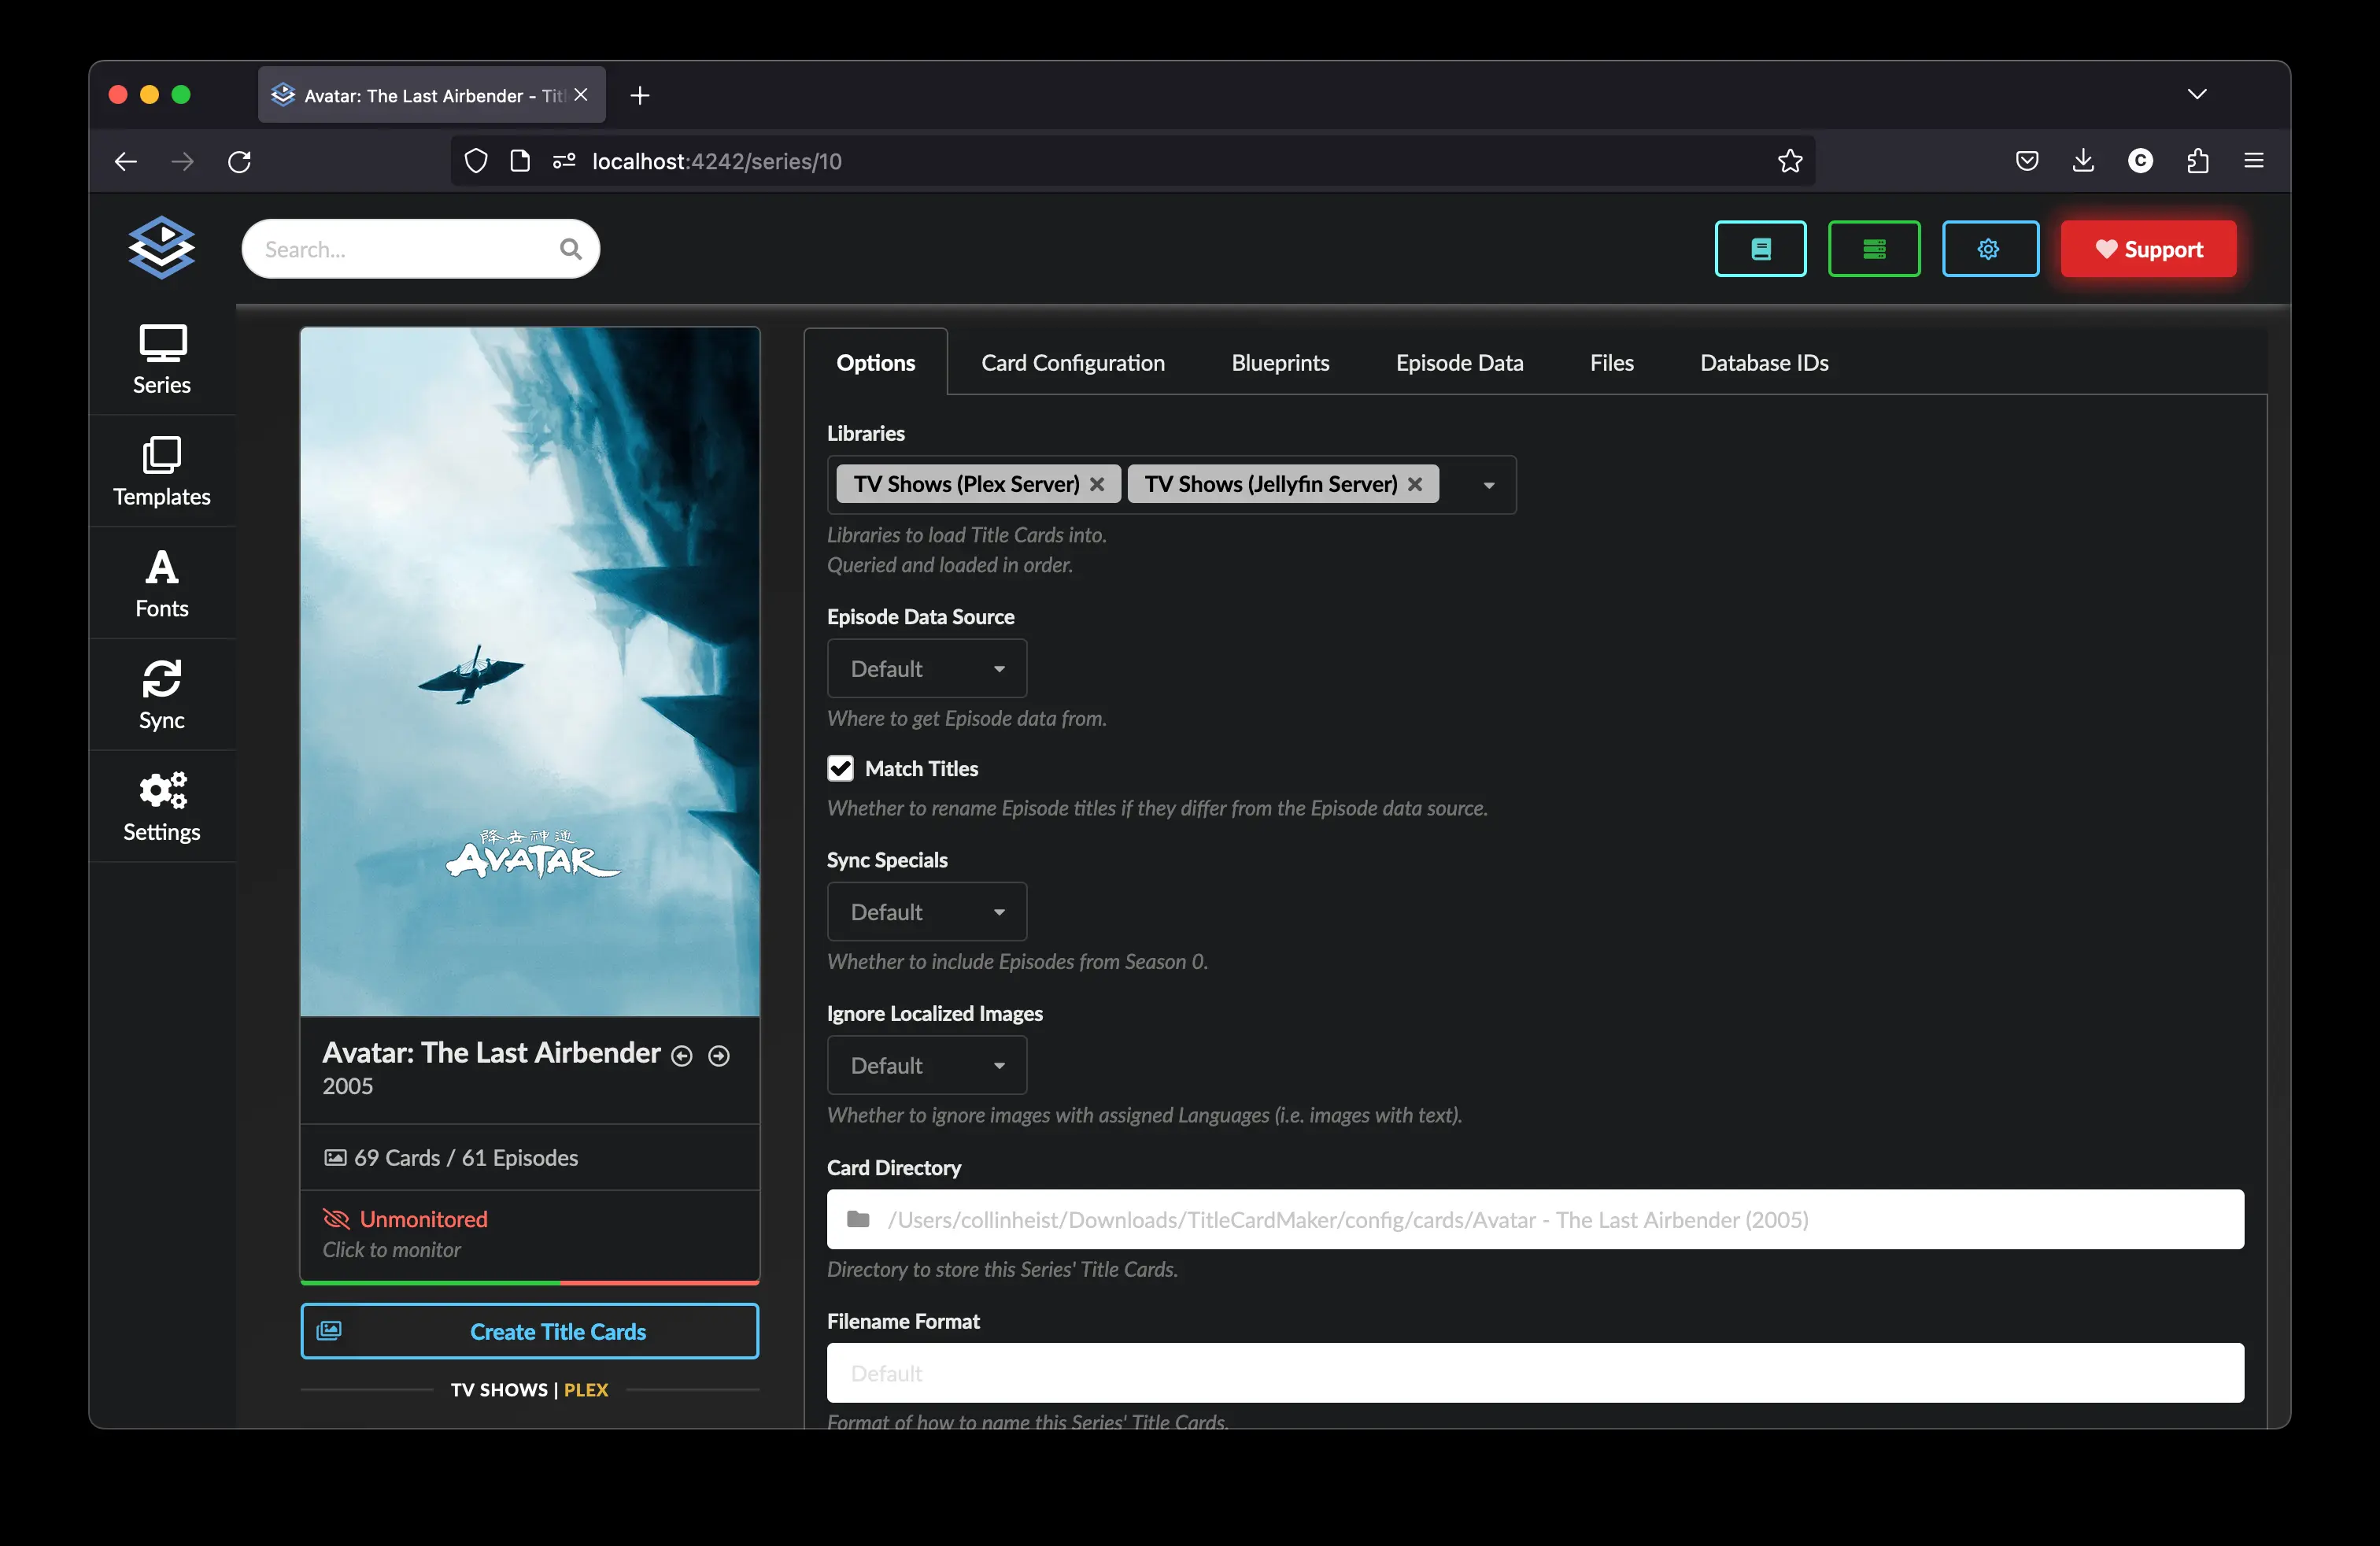 Avatar: The Last Airbender - Titl
localhost:4242/series/10
Search...
Support
Series
Templates
Fonts
Sync
Settings
降去神通
AVATAR
Avatar: The Last Airbender
2005
69 Cards / 61 Episodes
Unmonitored
Click to monitor
Create Title Cards
TV SHOWS | PLEX
Options
Card Configuration
Blueprints
Episode Data
Files
Database IDs
Libraries
TV Shows (Plex Server)
TV Shows (Jellyfin Server)
Libraries to load Title Cards into.
Queried and loaded in order.
Episode Data Source
Default
Where to get Episode data from.
Match Titles
Whether to rename Episode titles if they differ from the Episode data source.
Sync Specials
Default
Whether to include Episodes from Season 0.
Ignore Localized Images
Default
Whether to ignore images with assigned Languages (i.e. images with text).
Card Directory
/Users/collinheist/Downloads/TitleCardMaker/config/cards/Avatar - The Last Airbender (2005)
Directory to store this Series' Title Cards.
Filename Format
Default
Format of how to name this Series' Title Cards.